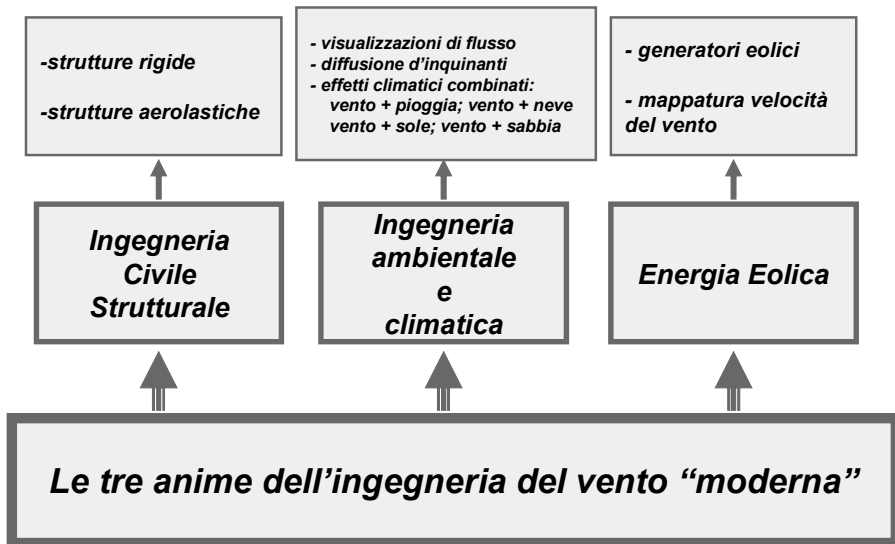 -strutture rigide
-strutture aerolastiche
- visualizzazioni di flusso
- diffusione d’inquinanti
- effetti climatici combinati:
vento + pioggia; vento + neve
vento + sole; vento + sabbia
- generatori eolici
- mappatura velocità
del vento
Ingegneria
Civile
Strutturale
Ingegneria
ambientale
e
climatica
Energia Eolica
Le tre anime dell’ingegneria del vento “moderna”